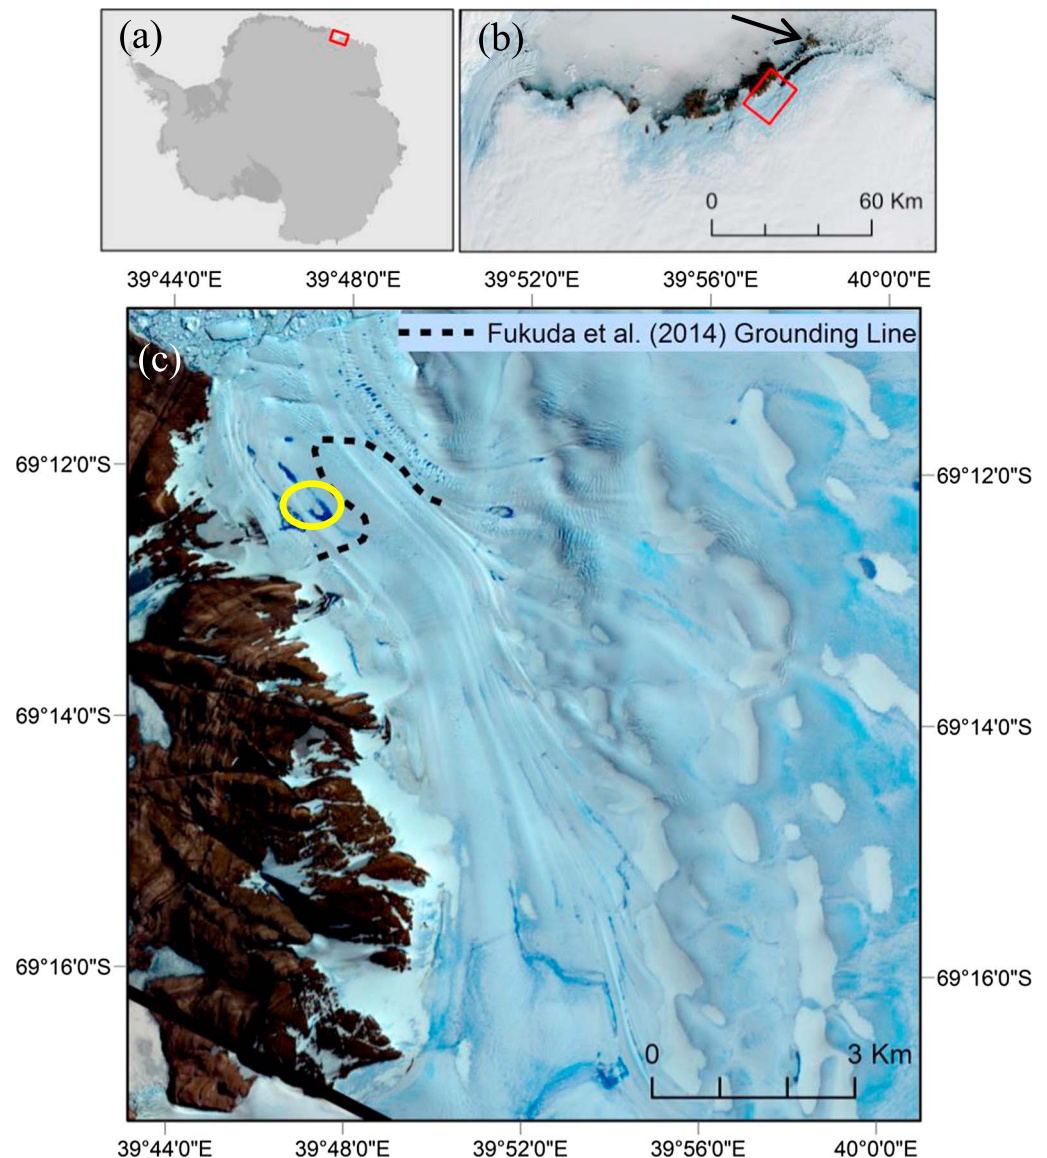 (a)
(b)
0 60 Km
39°44'0"E 39°48'0"E 39°52'0"E 39°56'0"E 40°0'0"E
Fukuda et al. (2014) Grounding Line
(c)
69°12'0"S 69°12'0"S
69°14'0"S 69°14'0"S
69°16'0"S 69°16'0"S
0 3 Km
39°44'0"E 39°48'0"E 39°52'0"E 39°56'0"E 40°0'0"E